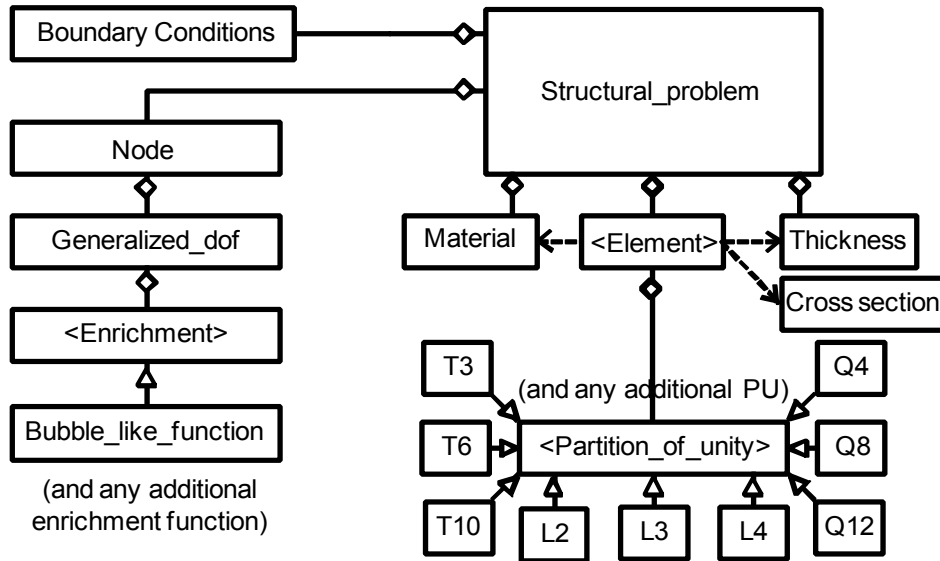 Boundary Conditions
Structural_problem
Node
Generalized_dof
Material
<Element>
Thickness
Cross section
<Enrichment>
T3
(and any additional PU)
Q4
Bubble_like_function
T6
<Partition_of_unity>
Q8
(and any additional
enrichment function)
T10
L2
L3
L4
Q12